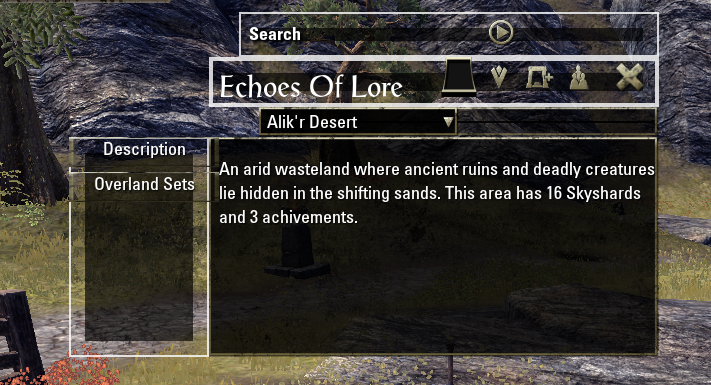 Search
Echoes Of Lore
Alik'r Desert
Description
Overland Sets
An arid wasteland where ancient ruins and deadly creatures
lie hidden in the shifting sands. This area has 16 Skyshards
and 3 achivements.